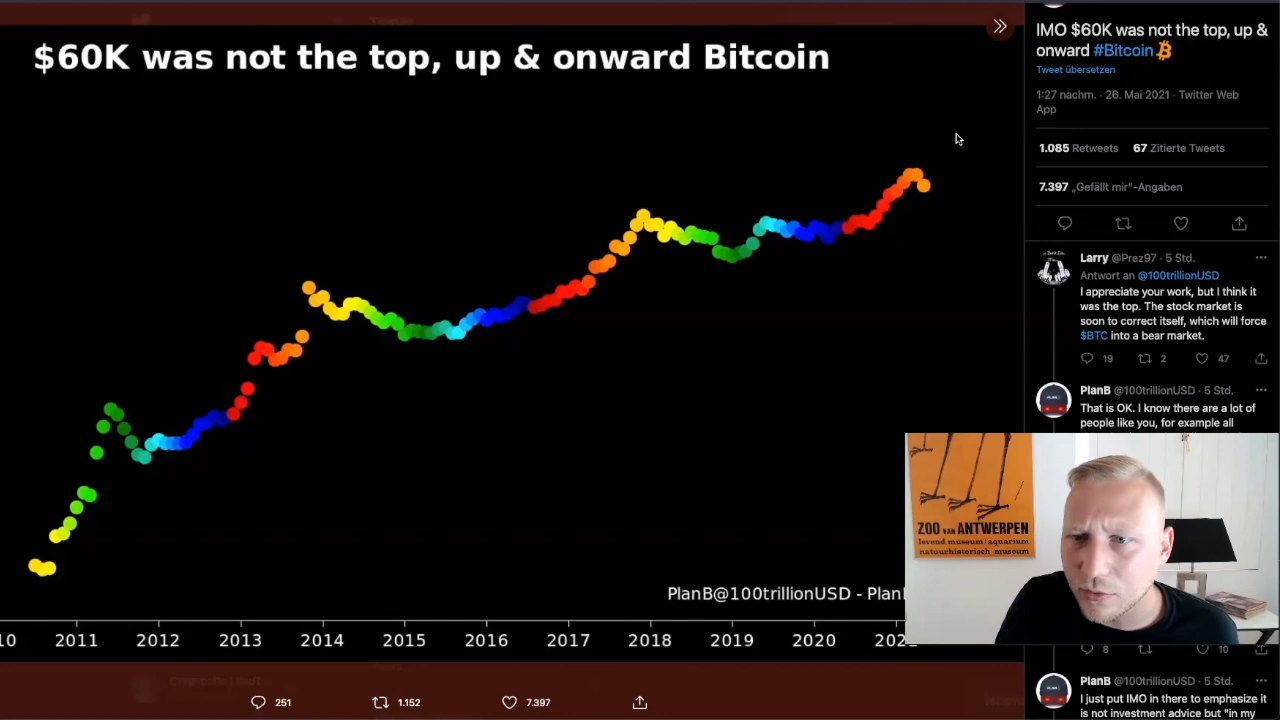 $60K was not the top, up & onward Bitcoin
PlanB@100trillionUSD - Plan
2011 2012 2013 2014 2015 2016 2017 2018 2019 2020
251 1.152 7.397
IMO $60K was not the top, up &
onward #Bitcoin
Tweet übersetzen
1:27 nachm. · 26. Mai 2021 · Twitter Web
App
1.085 Retweets 67 Zitierte Tweets
7.397 „Gefällt mir“-Angaben
Larry @Prez97 · 5 Std.
Antwort an @100trillionUSD
I appreciate your work, but I think it
was the top. The stock market is
soon to correct itself, which will force
$BTC into a bear market.
19 2 47
PlanB @100trillionUSD · 5 Std.
That is OK. I know there are a lot of
people like you, for example all
ZOO VAN ANTWERPEN
levend museum | aquarium
natuurhistorisch museum
8 10
PlanB @100trillionUSD · 5 Std.
I just put IMO in there to emphasize it
is not investment advice but "in my